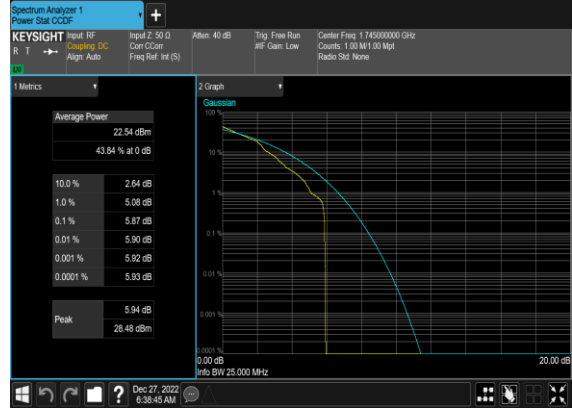 Spectrum Analyzer 1
Power Stat CCDF
+
KEYSIGHT Input: RF Input Z: 50 Ω Atten: 40 dB Trig: Free Run Center Freq: 1.745000000 GHz
R T Coupling: DC Corr CCorr #IF Gain: Low Counts: 1.00 M/1.00 Mpt
Align: Auto Freq Ref: Int (S) Radio Std: None
1 Metrics
Average Power
22.54 dBm
43.84 % at 0 dB
10.0 % 2.64 dB
1.0 % 5.08 dB
0.1 % 5.87 dB
0.01 % 5.90 dB
0.001 % 5.92 dB
0.0001 % 5.93 dB
Peak 5.94 dB
28.48 dBm
2 Graph
Gaussian
100 %
10 %
1 %
0.1 %
0.01 %
0.001 %
0.0001 %
0.00 dB 20.00 dB
Info BW 25.000 MHz
? Dec 27, 2022
6:38:45 AM